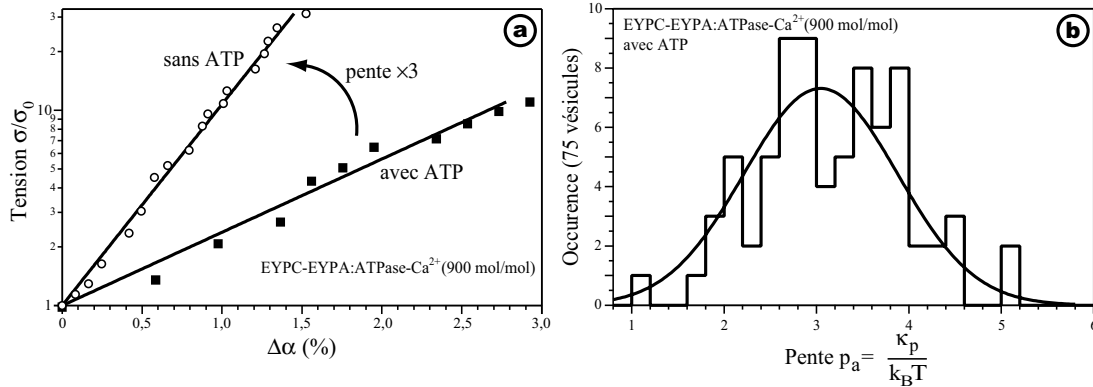 a
sans ATP
pente ×3
avec ATP
EYPC-EYPA:ATPase-Ca²⁺(900 mol/mol)
Tension σ/σ₀
3
2
10
9
8
7
6
5
4
3
2
1
0
0,5
1,0
1,5
2,0
2,5
3,0
Δα (%)
b
EYPC-EYPA:ATPase-Ca²⁺(900 mol/mol)
avec ATP
Occurence (75 vésicules)
10
8
6
4
2
0
1
2
3
4
5
6
Pente pₐ= κₚ
k_BT